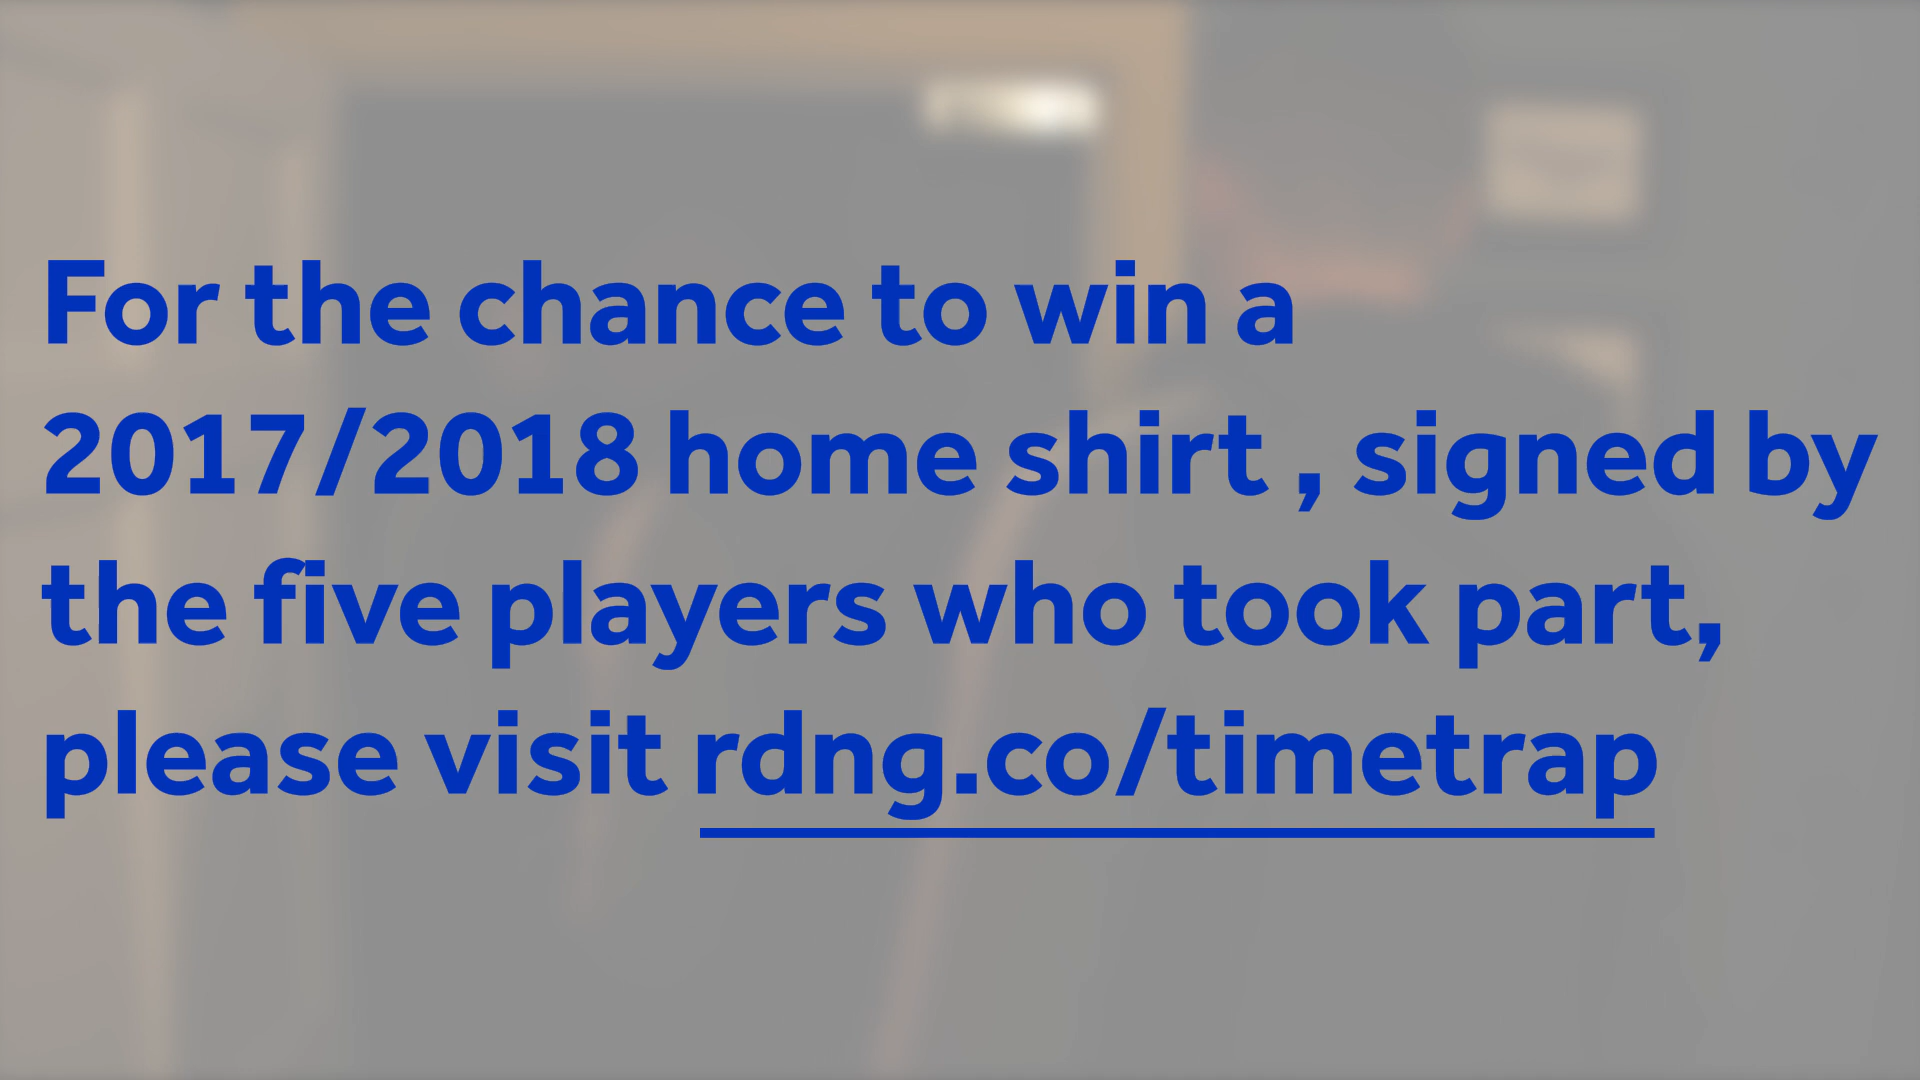 For the chance to win a
2017/2018 home shirt , signed by
the five players who took part,
please visit rdng.co/timetrap